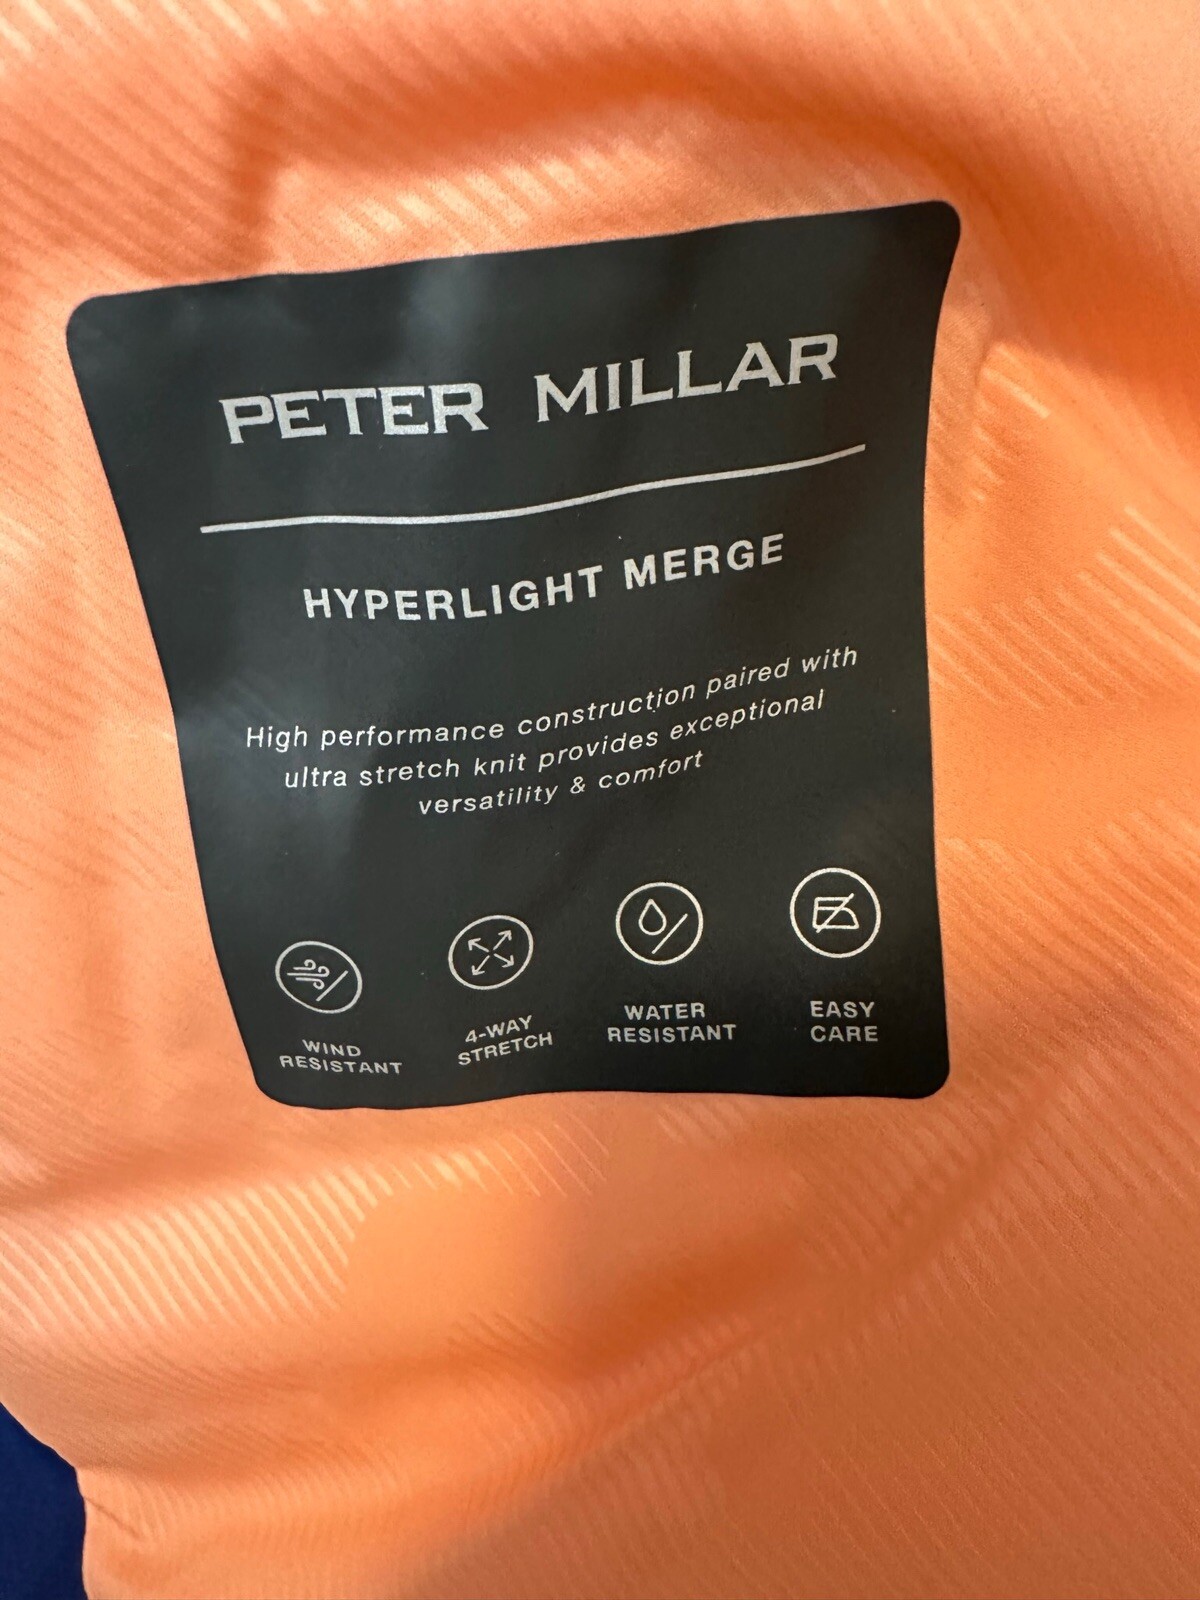 PETER MILLAR
HYPERLIGHT MERGE
High performance construction paired with
ultra stretch knit provides exceptional
versatility & comfort
WIND
RESISTANT
4-WAY
STRETCH
WATER
RESISTANT
EASY
CARE